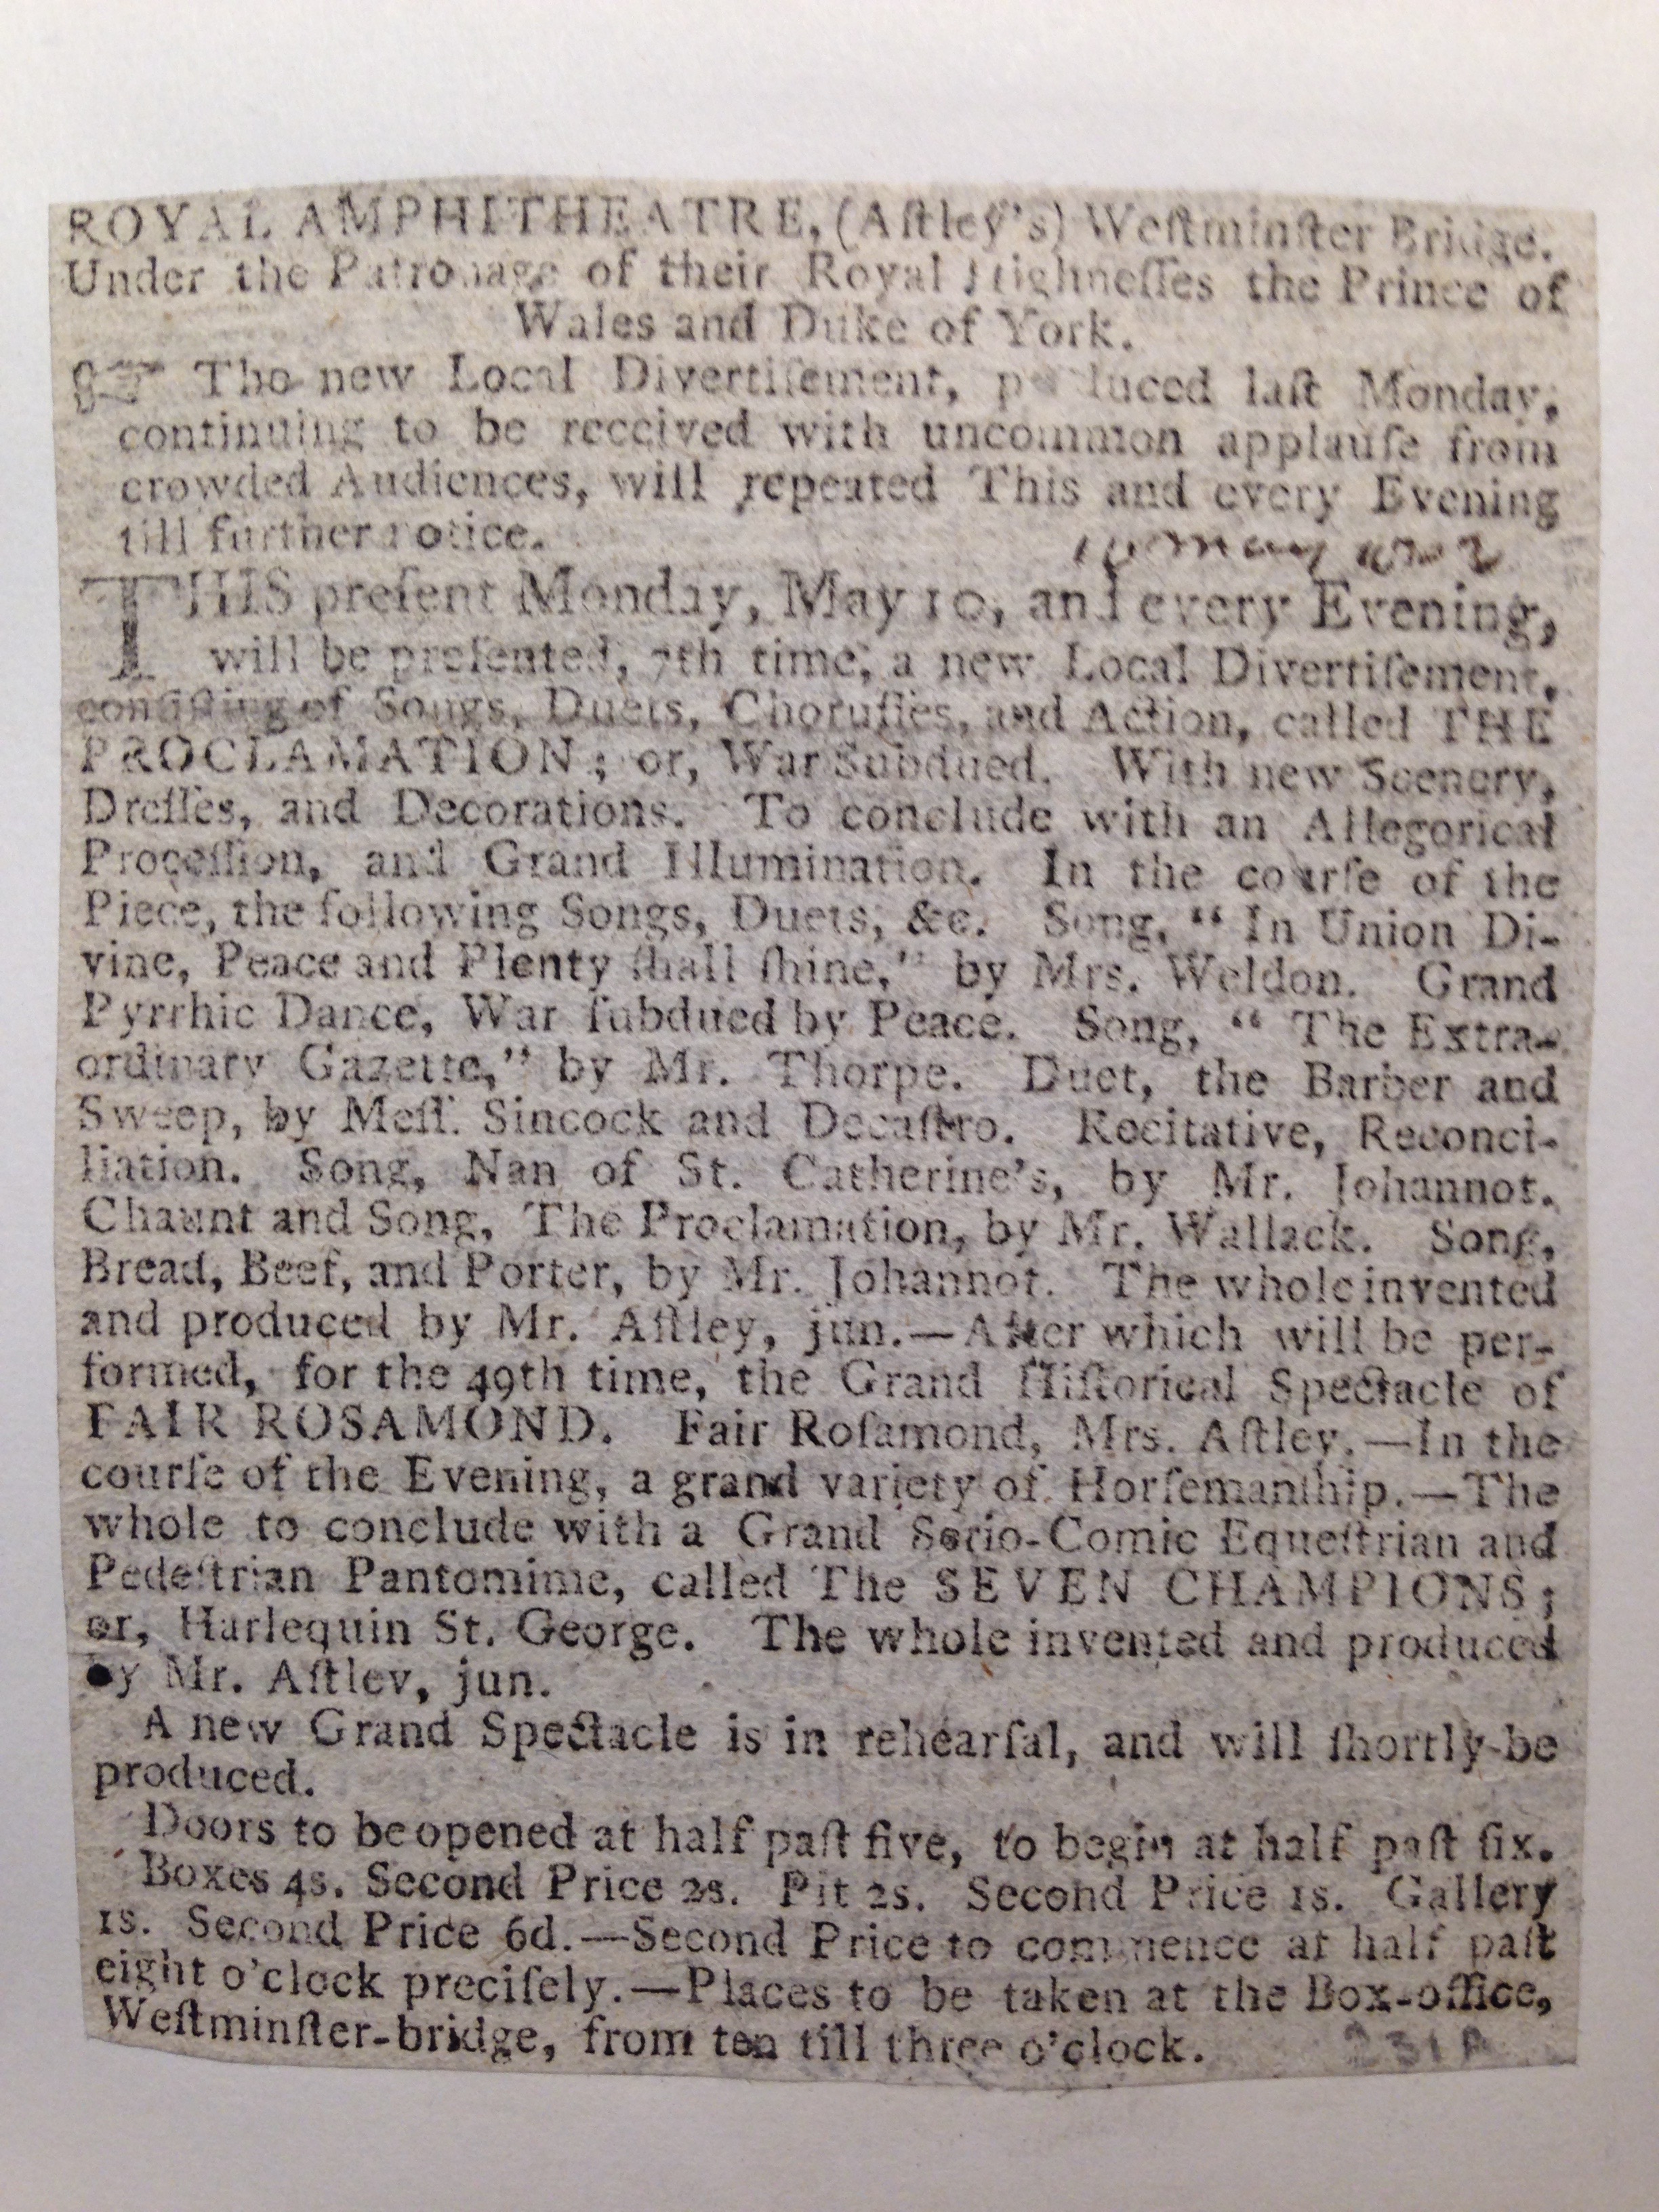 ROYAL AMPHITHEATRE, (Aſtley's) Weſtminſter Bridge.
Under the Patronage of their Royal Highneſſes the Prince of
Wales and Duke of York.
☞ The new Local Divertiſement, produced laſt Monday,
continuing to be received with uncommon applauſe from
crowded Audiences, will repeated This and every Evening
till further notice.
10 May 1802
THIS preſent Monday, May 10, and every Evening,
will be preſented, 7th time, a new Local Divertiſement,
conſiſting of Songs, Duets, Choruſſes, and Action, called THE
PROCLAMATION; or, War Subdued. With new Scenery,
Dreſſes, and Decorations. To conclude with an Allegorical
Proceſſion, and Grand Illumination. In the courſe of the
Piece, the following Songs, Duets, &c. Song, "In Union Di-
vine, Peace and Plenty ſhall ſhine," by Mrs. Weldon. Grand
Pyrrhic Dance, War ſubdued by Peace. Song, "The Extra-
ordinary Gazette," by Mr. Thorpe. Duet, the Barber and
Sweep, by Meſſ. Sincock and Decaſtro. Recitative, Reconci-
liation. Song, Nan of St. Catherine's, by Mr. Johannot.
Chaunt and Song, The Proclamation, by Mr. Wallack. Song,
Bread, Beef, and Porter, by Mr. Johannot. The whole invented
and produced by Mr. Aſtley, jun.—After which will be per-
formed, for the 49th time, the Grand Hiſtorical Spectacle of
FAIR ROSAMOND. Fair Roſamond, Mrs. Aſtley.—In the
courſe of the Evening, a grand variety of Horſemanſhip.—The
whole to conclude with a Grand Serio-Comic Equeſtrian and
Pedeſtrian Pantomime, called The SEVEN CHAMPIONS;
or, Harlequin St. George. The whole invented and produced
by Mr. Aſtley, jun.
A new Grand Spectacle is in rehearſal, and will ſhortly be
produced.
Doors to be opened at half paſt five, to begin at half paſt ſix.
Boxes 4s. Second Price 2s. Pit 2s. Second Price 1s. Gallery
1s. Second Price 6d.—Second Price to commence at half paſt
eight o'clock preciſely.—Places to be taken at the Box-office,
Weſtminſter-bridge, from ten till three o'clock.